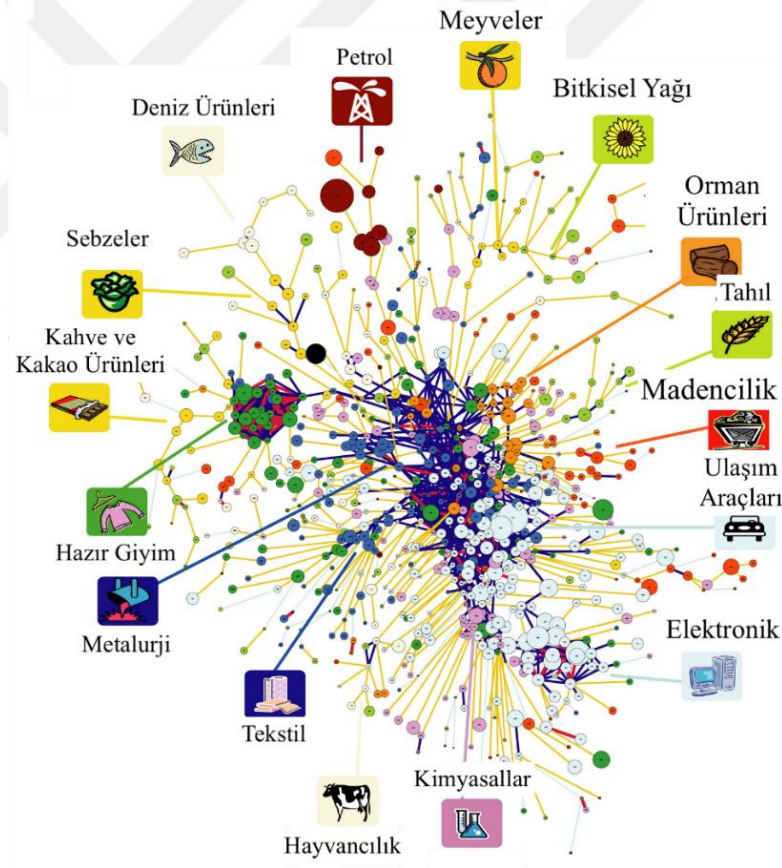 Meyveler
Petrol
Bitkisel Yağı
Deniz Ürünleri
Orman
Ürünleri
Sebzeler
Tahıl
Kahve ve
Kakao Ürünleri
Madencilik
Ulaşım
Araçları
Hazır Giyim
Metalurji
Elektronik
Tekstil
Kimyasallar
Hayvancılık